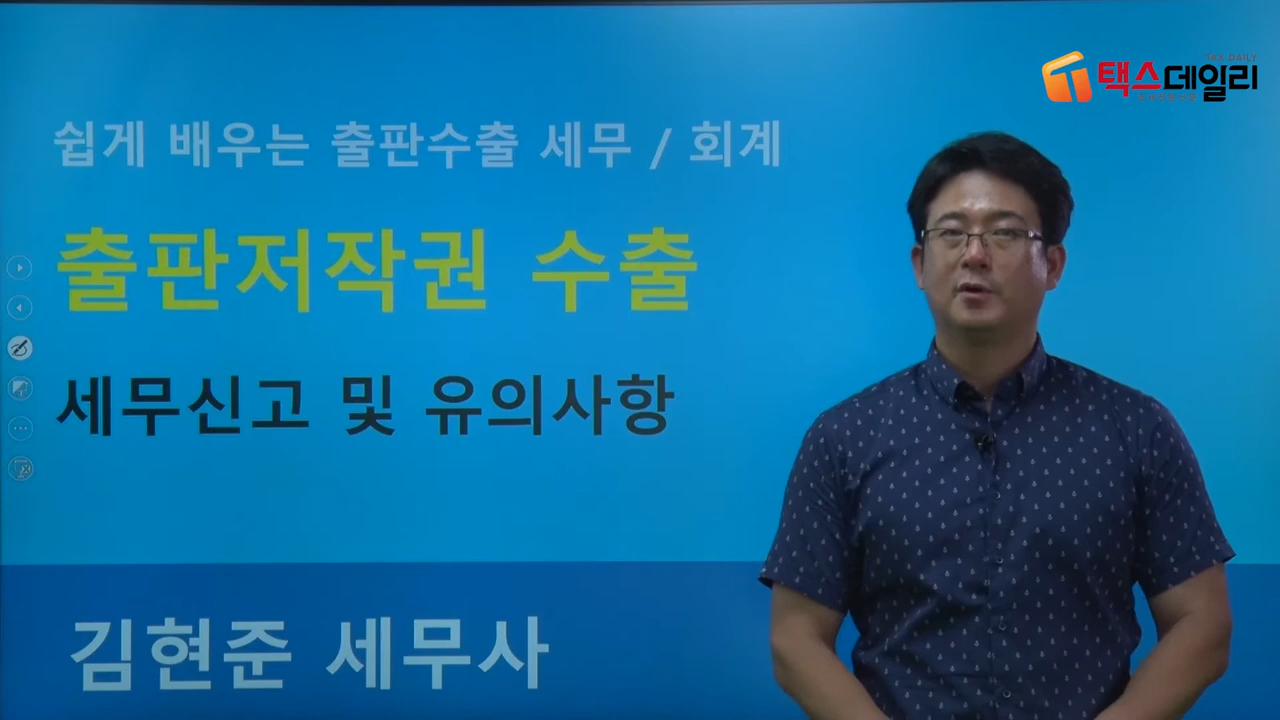 TAX DAILY
택스데일리
쉽게 배우는 출판수출 세무 / 회계
출판저작권 수출
세무신고 및 유의사항
김현준 세무사